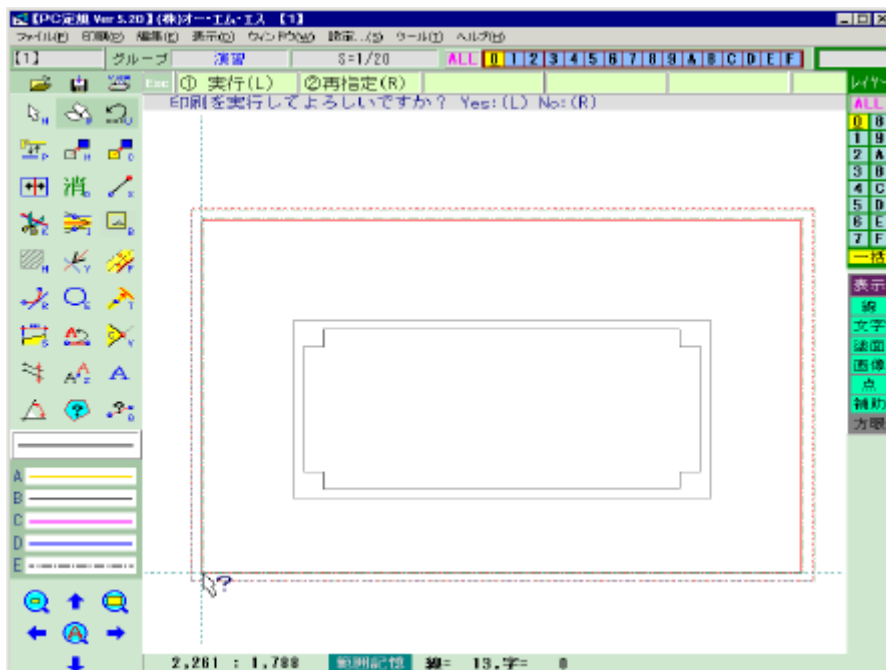 【PC定規 Ver 5.20】(株)オー・エム・エス 【1】
ファイル(F) 印刷(P) 編集(E) 表示(D) ウィンドウ(W) 設定...(S) ツール(T) ヘルプ(H)
【1】 グループ 演習 S=1/20 ALL 0 1 2 3 4 5 6 7 8 9 A B C D E F
Esc ① 実行(L) ②再指定(R)
印刷を実行してよろしいですか? Yes:(L) No:(R)
レイヤ
ALL
0 8
1 9
2 A
3 B
4 C
5 D
6 E
7 F
一括
表示
線
文字
塗面
画像
点
補助
方眼
消
A
B
C
D
E
2,261 : 1,788 範囲記憶 線= 13,字= 0